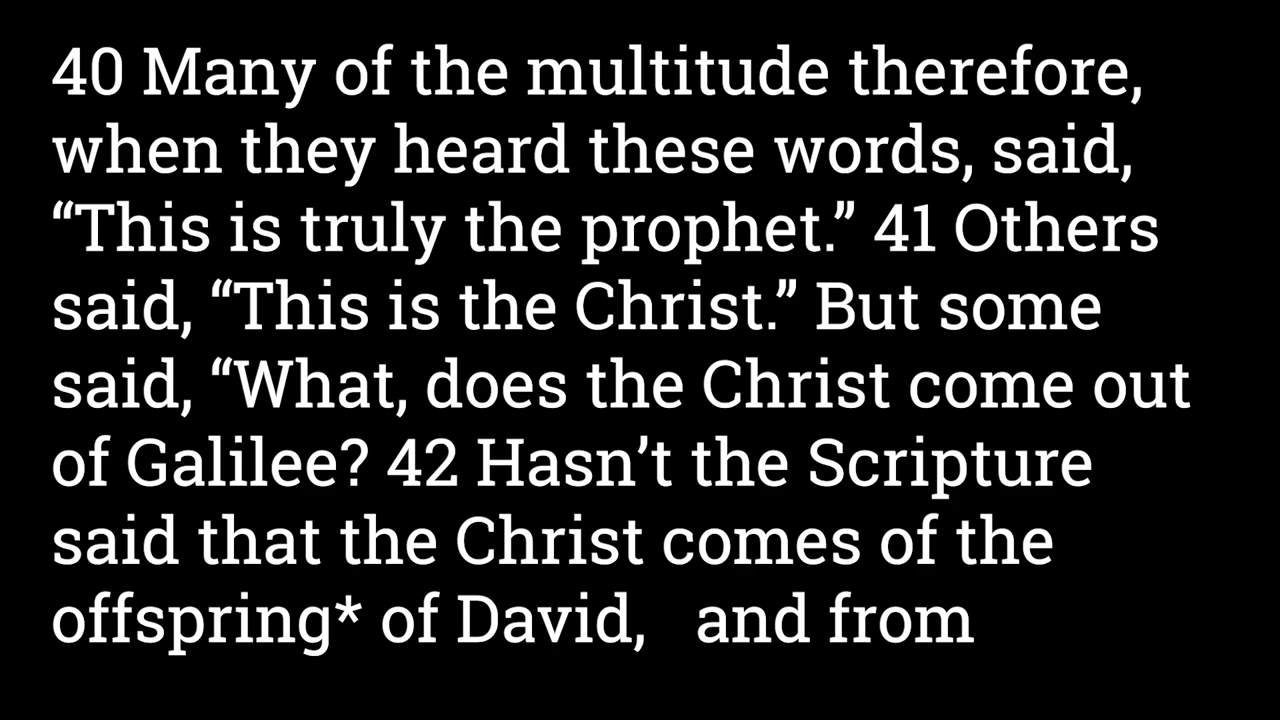 40 Many of the multitude therefore,
when they heard these words, said,
“This is truly the prophet.” 41 Others
said, “This is the Christ.” But some
said, “What, does the Christ come out
of Galilee? 42 Hasn’t the Scripture
said that the Christ comes of the
offspring* of David,   and from